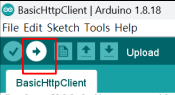 BasicHttpClient | Arduino 1.8.18
File Edit Sketch Tools Help
Upload
BasicHttpClient